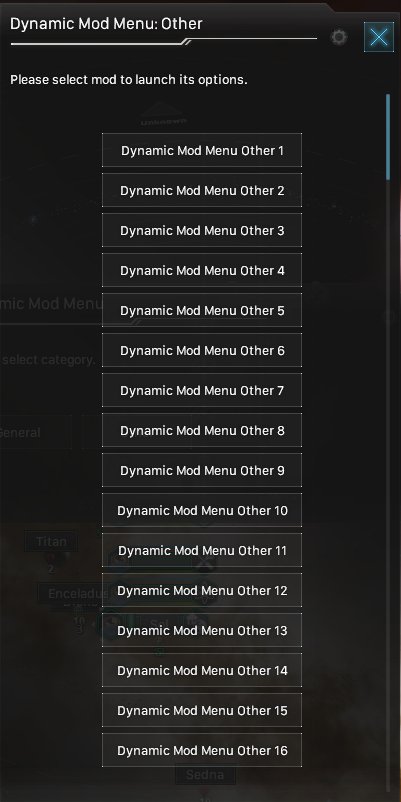 Dynamic Mod Menu: Other
Please select mod to launch its options.
Unknown
Dynamic Mod Menu Other 1
Dynamic Mod Menu Other 2
Dynamic Mod Menu Other 3
Dynamic Mod Menu Other 4
Dynamic Mod Menu Other 5
mic Mod Menu
Dynamic Mod Menu Other 6
select category.
Dynamic Mod Menu Other 7
Dynamic Mod Menu Other 8
General
Dynamic Mod Menu Other 9
Dynamic Mod Menu Other 10
Titan
2
Dynamic Mod Menu Other 11
Enceladus
Dynamic Mod Menu Other 12
Sol
Dynamic Mod Menu Other 13
Dynamic Mod Menu Other 14
Dynamic Mod Menu Other 15
Dynamic Mod Menu Other 16
Sedna